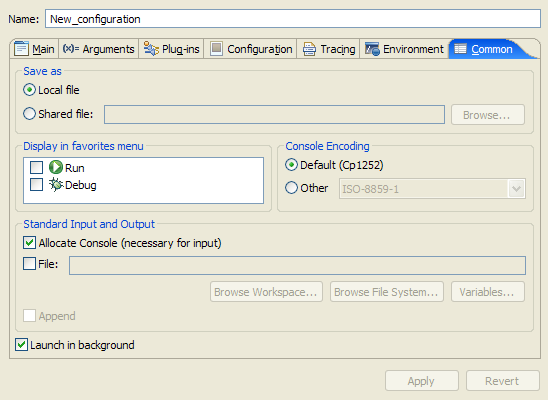 Name: New_configuration
Main (x)= Arguments Plug-ins Configuration Tracing Environment Common
Save as
Local file
Shared file: Browse...
Display in favorites menu
Run
Debug
Console Encoding
Default (Cp1252)
Other ISO-8859-1
Standard Input and Output
Allocate Console (necessary for input)
File:
Browse Workspace... Browse File System... Variables...
Append
Launch in background
Apply Revert